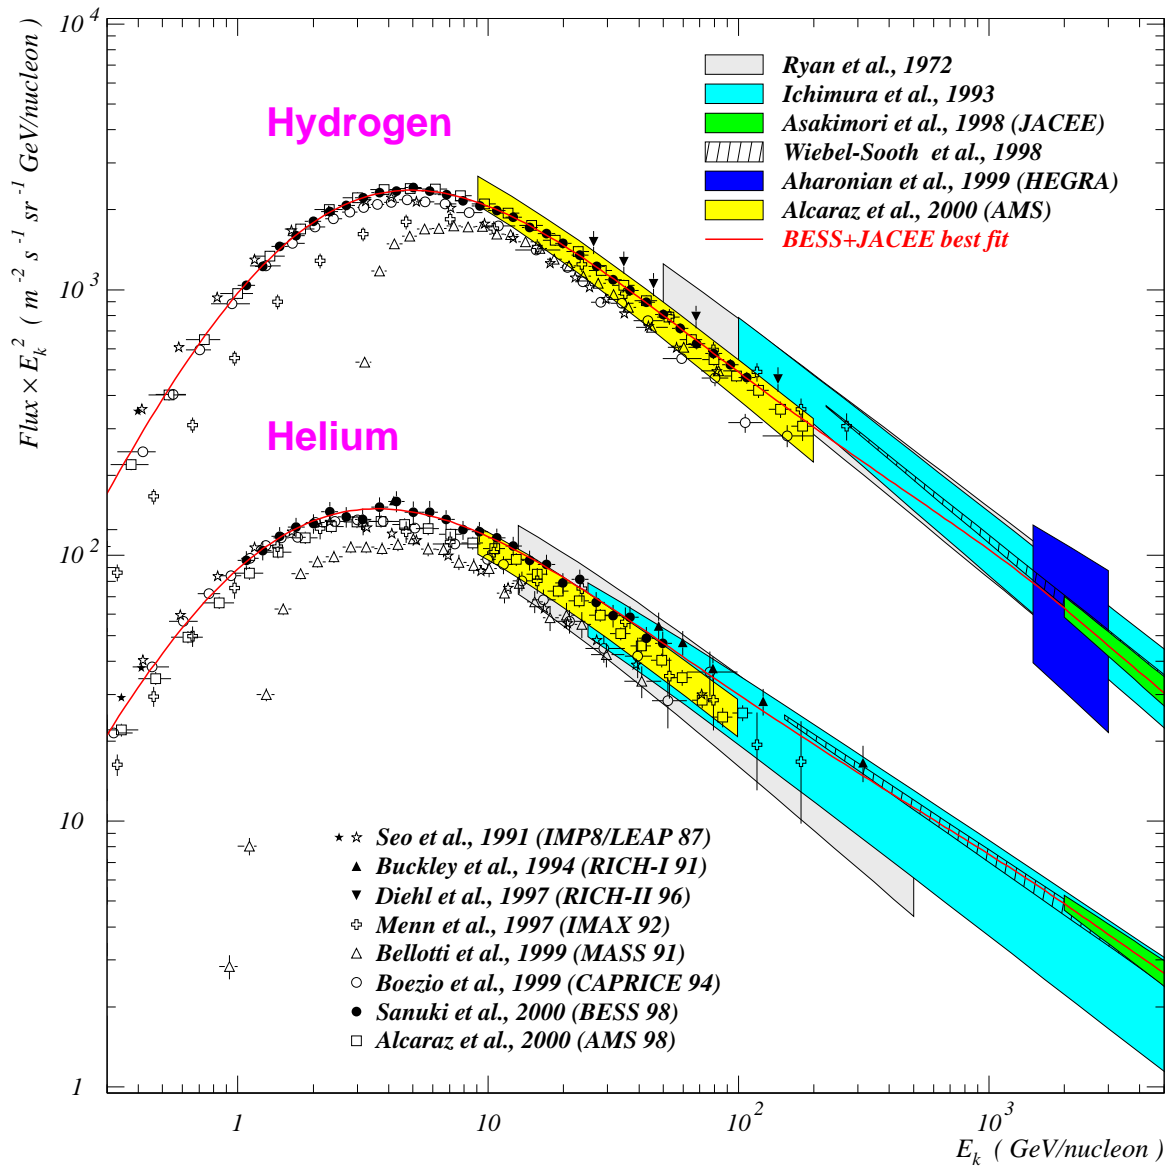 Flux × E_k^2 ( m^-2 s^-1 sr^-1 GeV/nucleon )
10^4
10^3
10^2
10
1
Hydrogen
Helium
Ryan et al., 1972
Ichimura et al., 1993
Asakimori et al., 1998 (JACEE)
Wiebel-Sooth et al., 1998
Aharonian et al., 1999 (HEGRA)
Alcaraz et al., 2000 (AMS)
BESS+JACEE best fit
Seo et al., 1991 (IMP8/LEAP 87)
Buckley et al., 1994 (RICH-I 91)
Diehl et al., 1997 (RICH-II 96)
Menn et al., 1997 (IMAX 92)
Bellotti et al., 1999 (MASS 91)
Boezio et al., 1999 (CAPRICE 94)
Sanuki et al., 2000 (BESS 98)
Alcaraz et al., 2000 (AMS 98)
1 10 10^2 10^3
E_k ( GeV/nucleon )